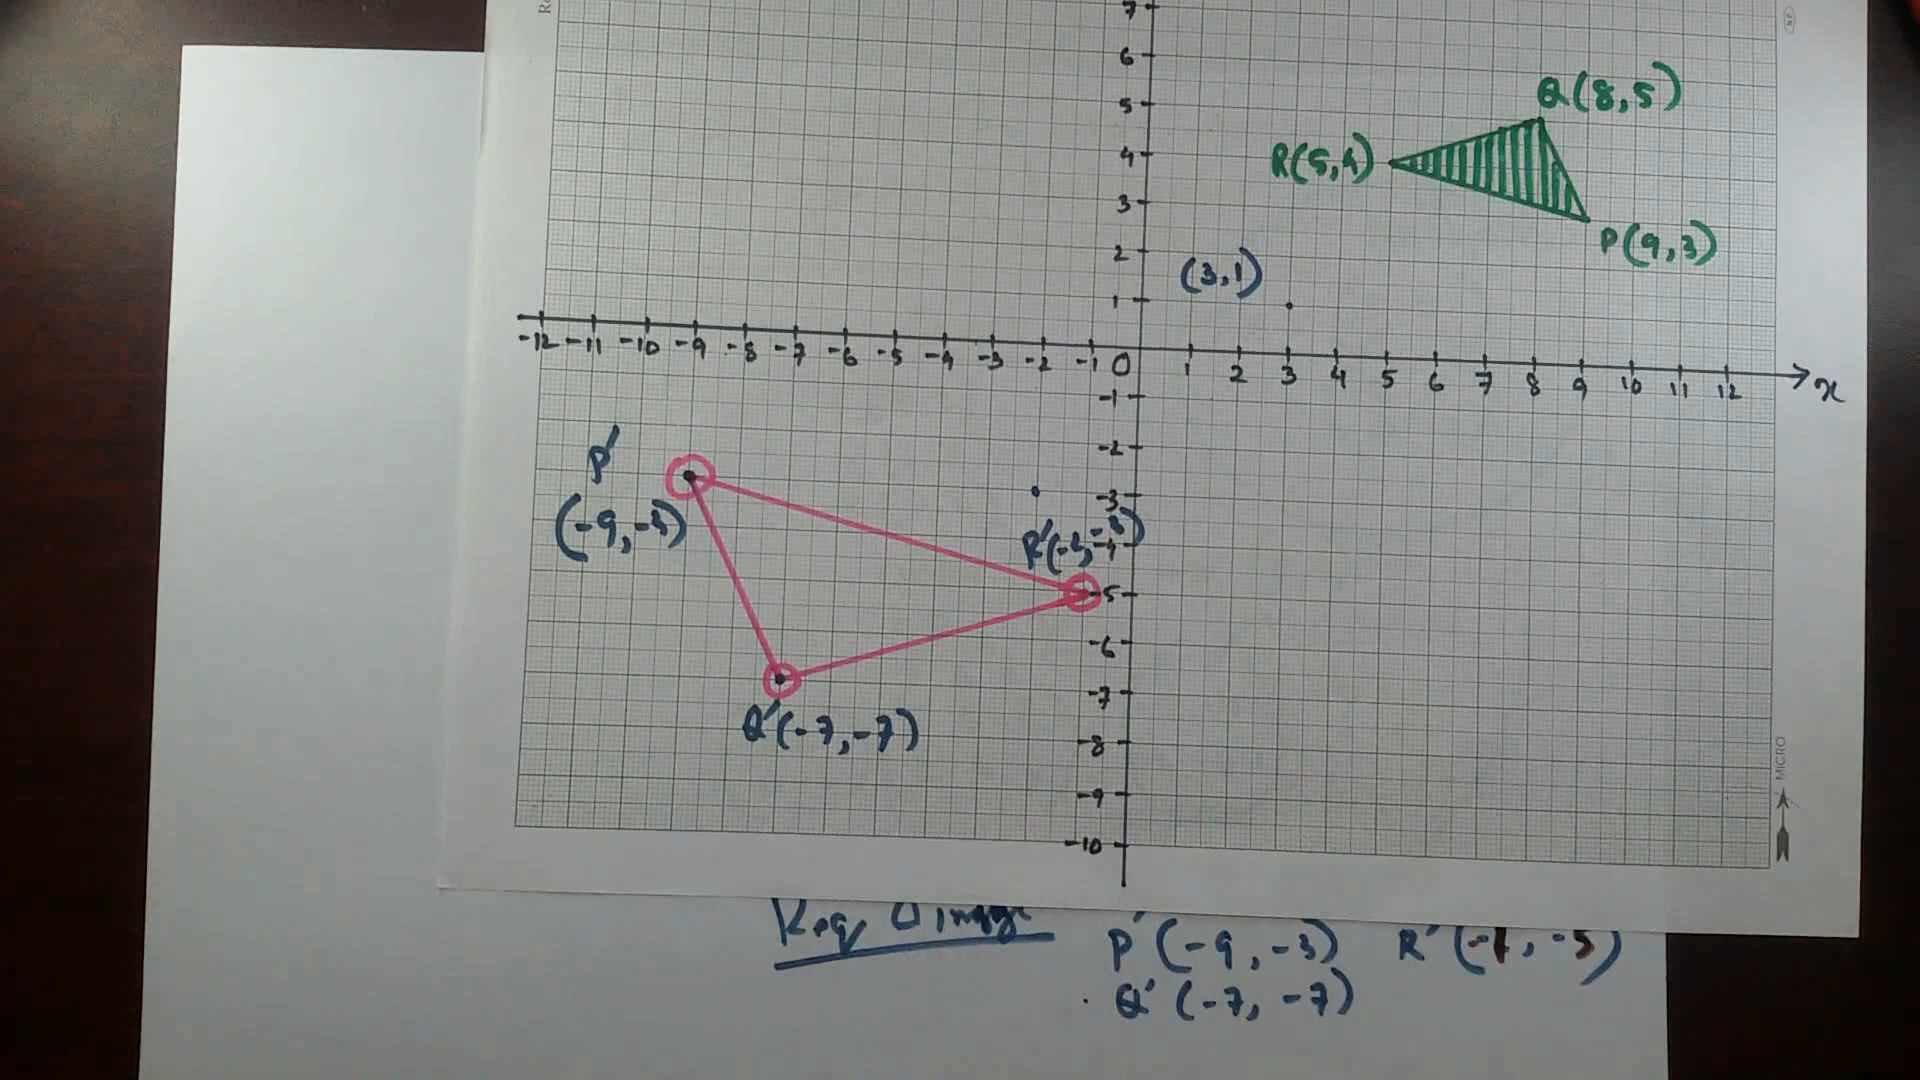 7
6
5
4
3
2
1
Q(8,5)
R(5,4)
P(9,3)
(3,1)
-12 -11 -10 -9 -8 -7 -6 -5 -4 -3 -2 -1 0 1 2 3 4 5 6 7 8 9 10 11 12 x
-1
-2
-3
-4
-5
-6
-7
-8
-9
-10
P'
(-9,-3)
Q'(-7,-7)
MICRO
Req Δ image
P'(-9,-3) R'(-1,-5)
Q'(-7,-7)